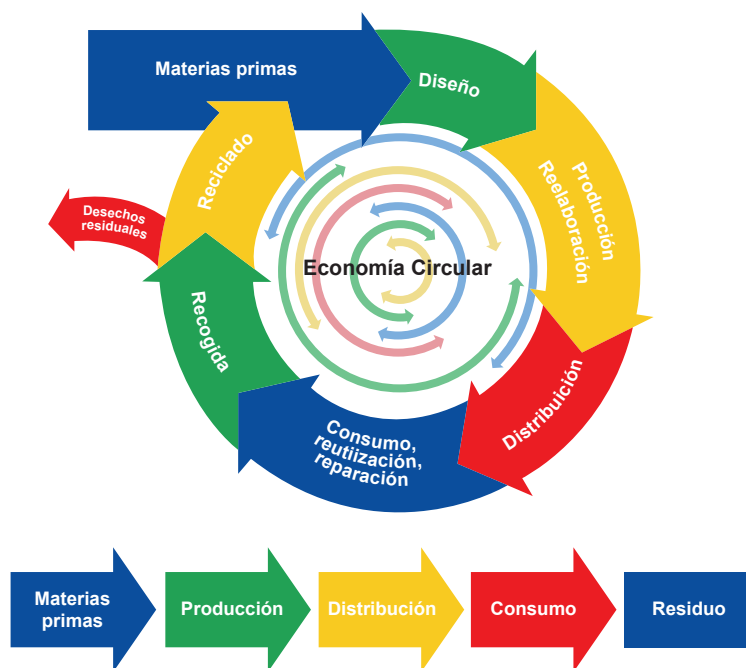 Materias primas
Diseño
Producción
Reelaboración
Distribuición
Consumo,
reutiización,
reparación
Recogida
Reciclado
Desechos
residuales
Economía Circular
Materias
primas
Producción
Distribución
Consumo
Residuo